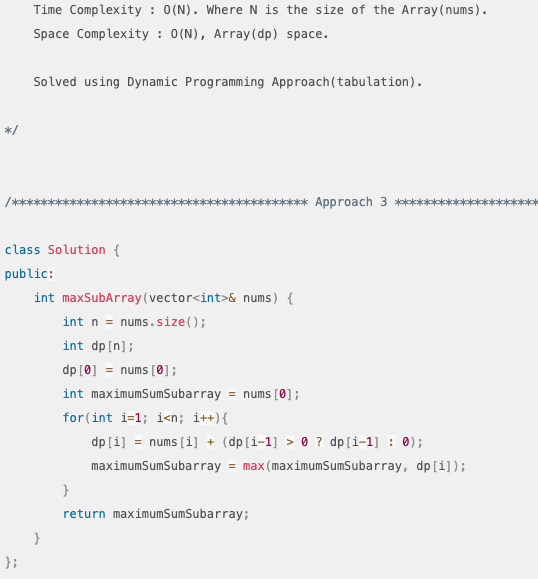 Time Complexity : O(N). Where N is the size of the Array(nums).
Space Complexity : O(N), Array(dp) space.
Solved using Dynamic Programming Approach(tabulation).
*/
/***************************************** Approach 3 ********************
class Solution {
public:
    int maxSubArray(vector<int>& nums) {
        int n = nums.size();
        int dp[n];
        dp[0] = nums[0];
        int maximumSumSubarray = nums[0];
        for(int i=1; i<n; i++){
            dp[i] = nums[i] + (dp[i-1] > 0 ? dp[i-1] : 0);
            maximumSumSubarray = max(maximumSumSubarray, dp[i]);
        }
        return maximumSumSubarray;
    }
};